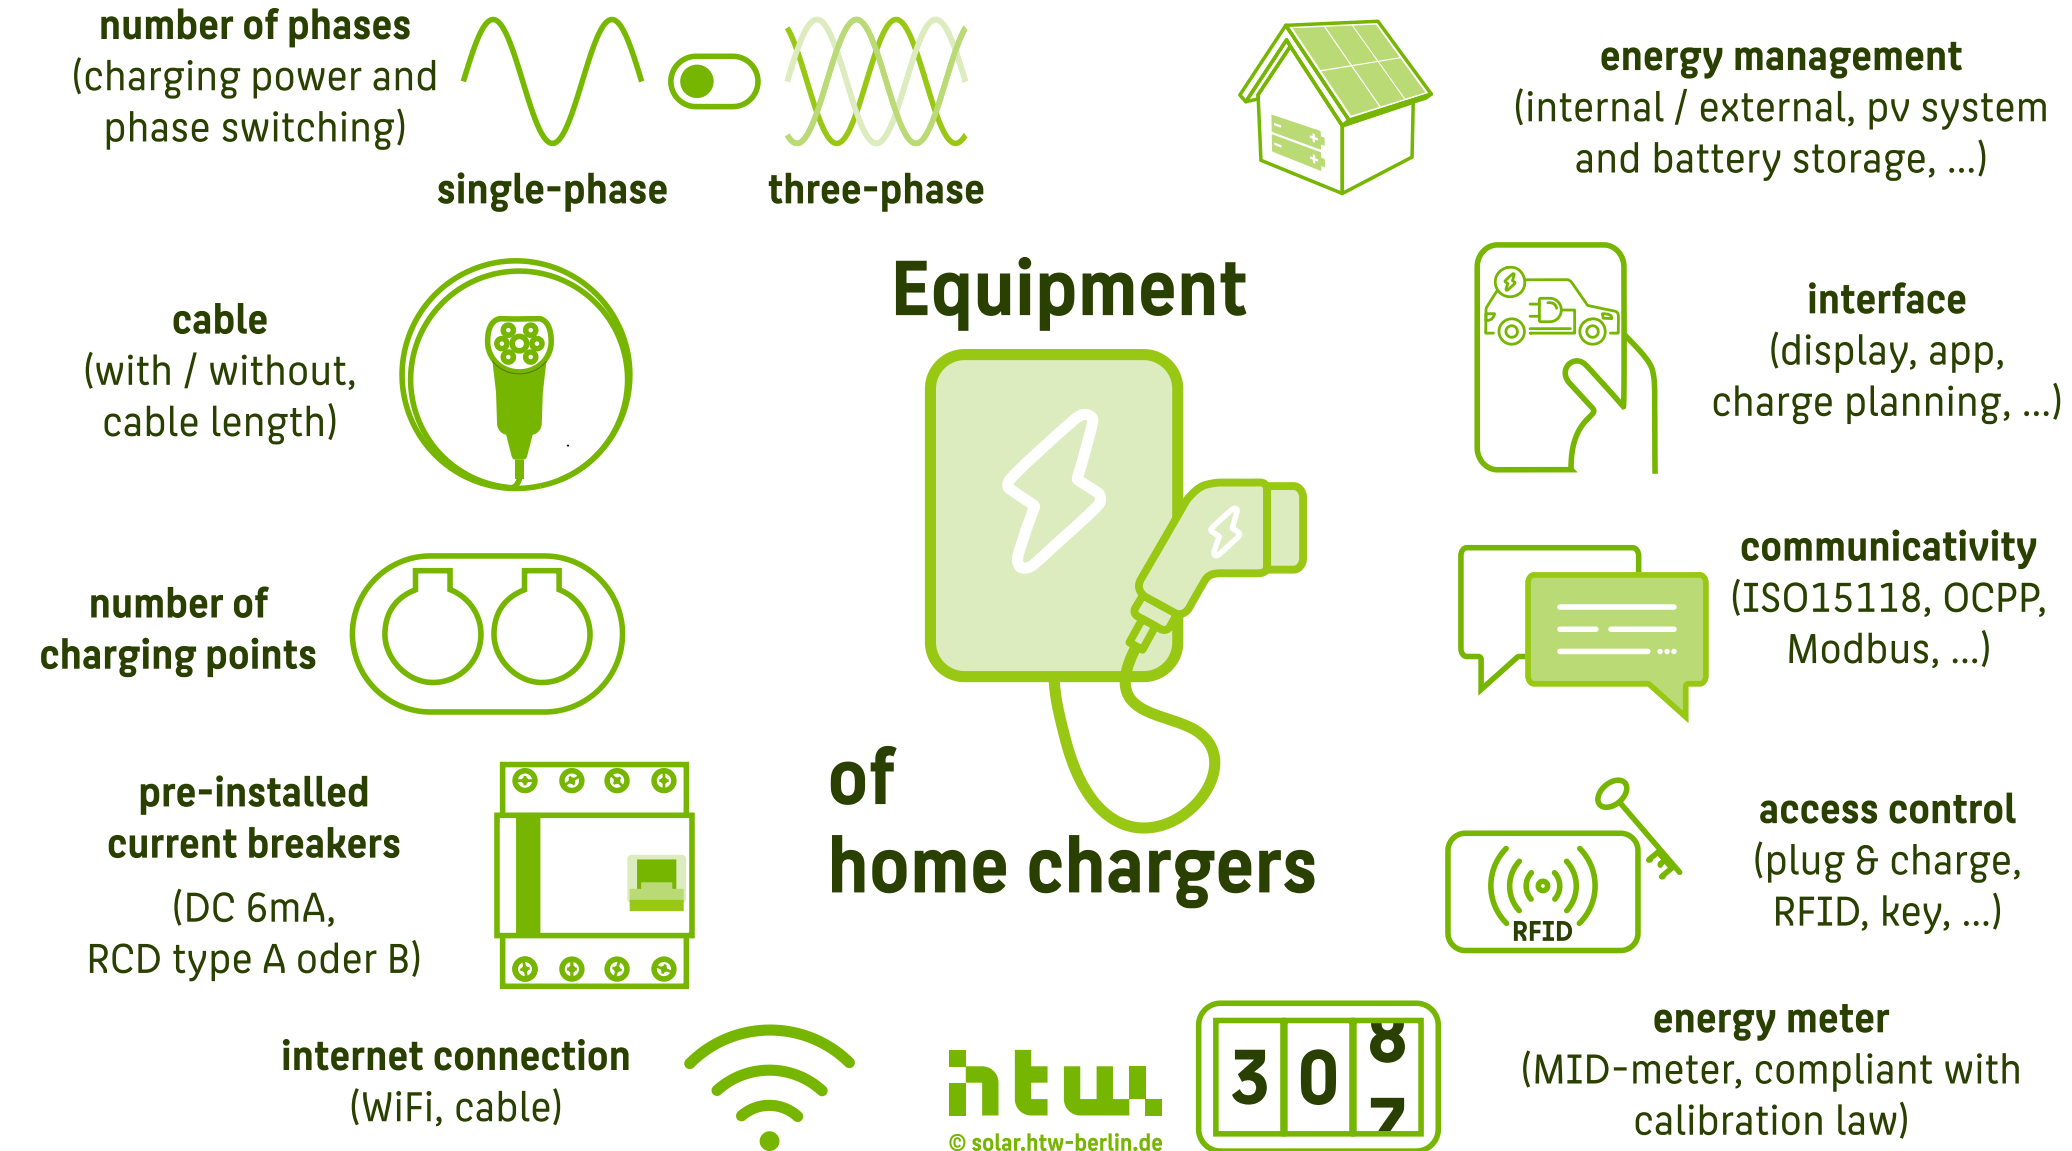 number of phases
(charging power and
phase switching)
single-phase
three-phase
energy management
(internal / external, pv system
and battery storage, ...)
Equipment
of
home chargers
cable
(with / without,
cable length)
interface
(display, app,
charge planning, ...)
number of
charging points
communicativity
(ISO15118, OCPP,
Modbus, ...)
pre-installed
current breakers
(DC 6mA,
RCD type A oder B)
access control
(plug & charge,
RFID, key, ...)
RFID
internet connection
(WiFi, cable)
htw
© solar.htw-berlin.de
3 0 8
7
energy meter
(MID-meter, compliant with
calibration law)